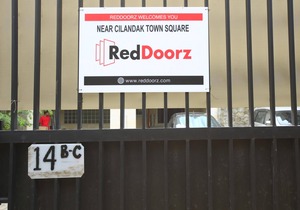 REDDOORZ WELCOMES YOU
NEAR CILANDAK TOWN SQUARE
RedDoorz
www.reddoorz.com
14 B-C